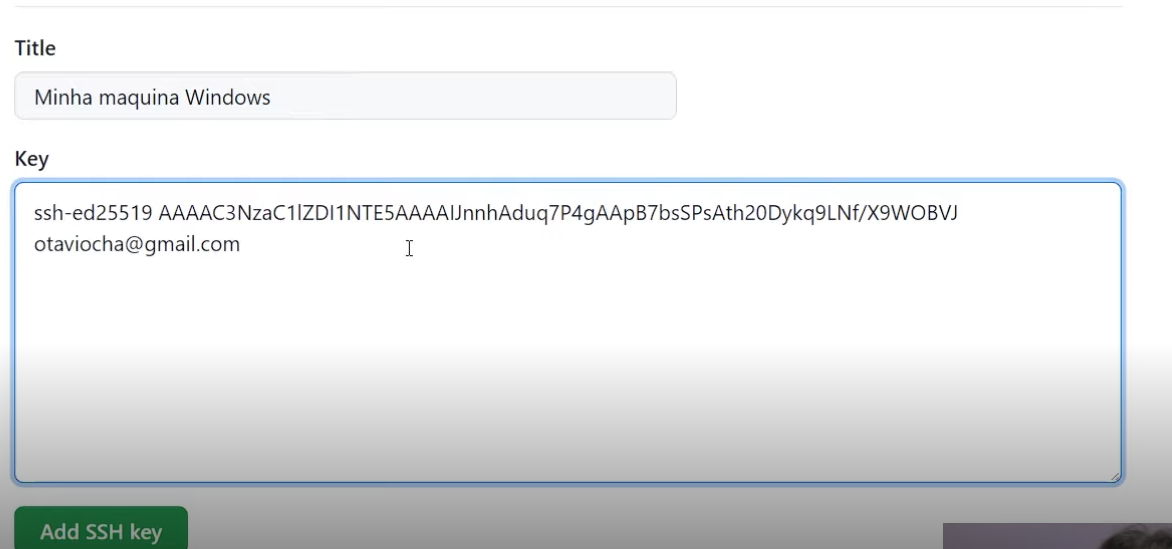 Title
Minha maquina Windows
Key
ssh-ed25519 AAAAC3NzaC1lZDI1NTE5AAAAIJnnhAduq7P4gAApB7bsSPsAth20Dykq9LNf/X9WOBVJ
otaviocha@gmail.com
Add SSH key